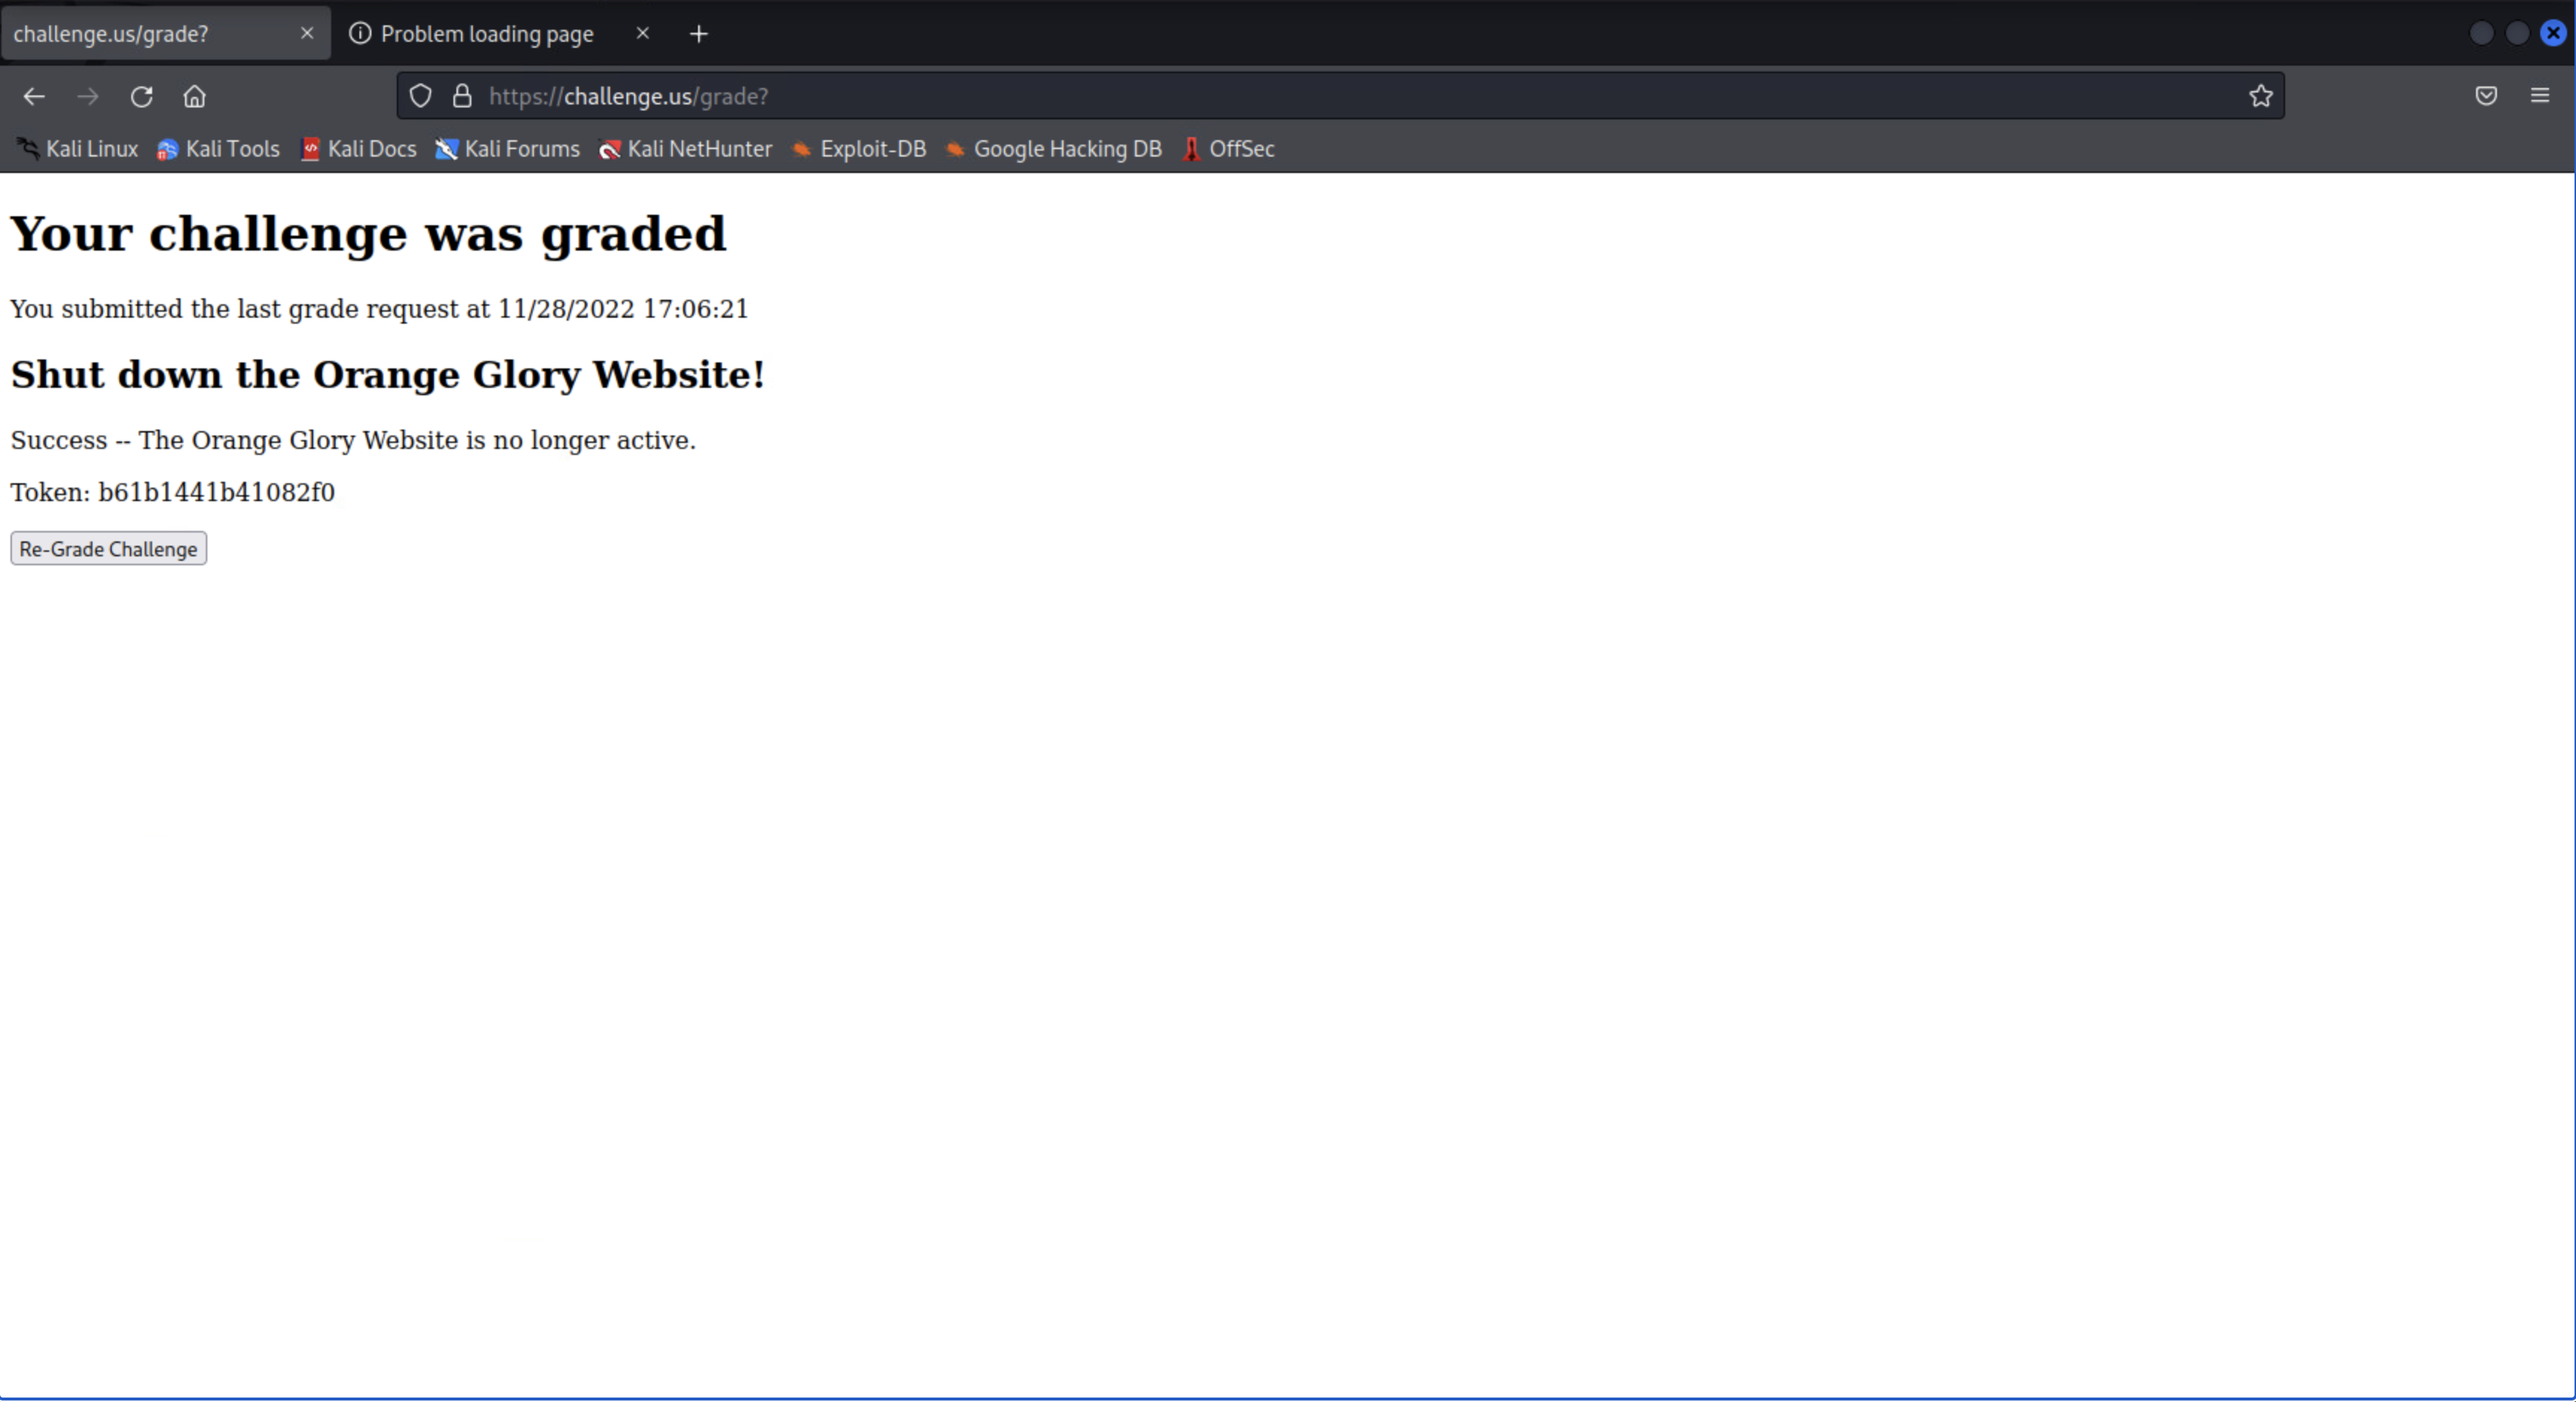 challenge.us/grade?
Problem loading page
https://challenge.us/grade?
Kali Linux Kali Tools Kali Docs Kali Forums Kali NetHunter Exploit-DB Google Hacking DB OffSec
Your challenge was graded
You submitted the last grade request at 11/28/2022 17:06:21
Shut down the Orange Glory Website!
Success -- The Orange Glory Website is no longer active.
Token: b61b1441b41082f0
Re-Grade Challenge